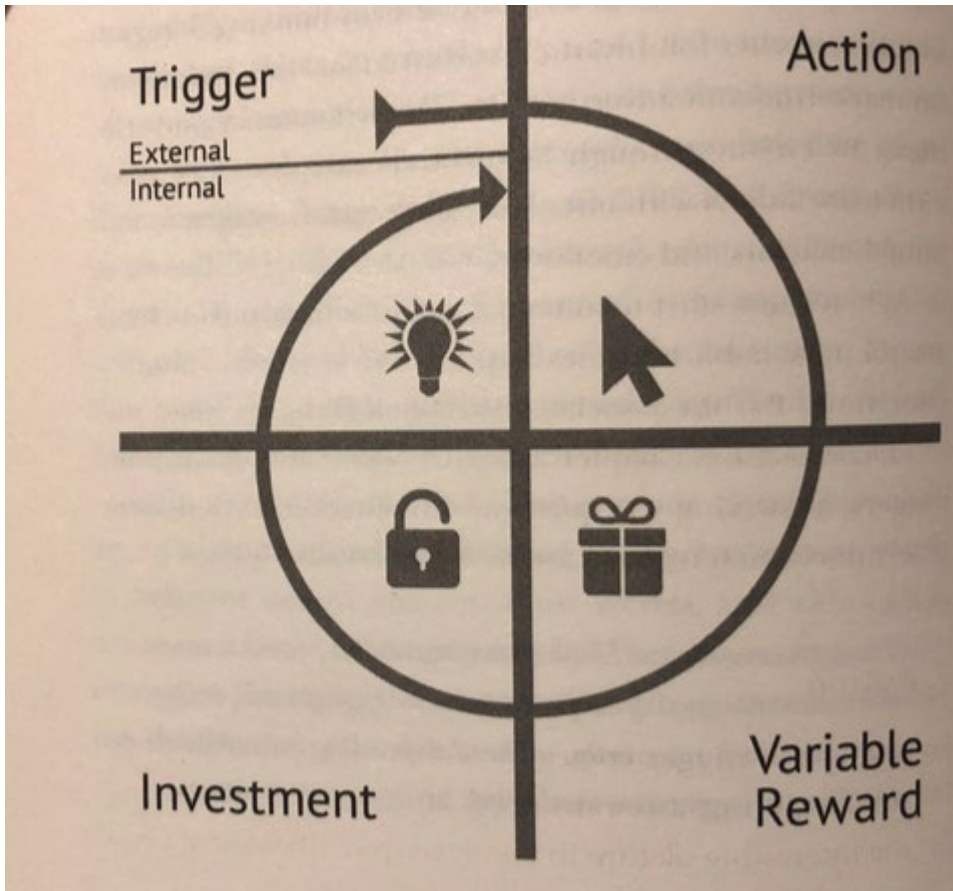 Trigger
External
Internal
Action
Investment
Variable
Reward